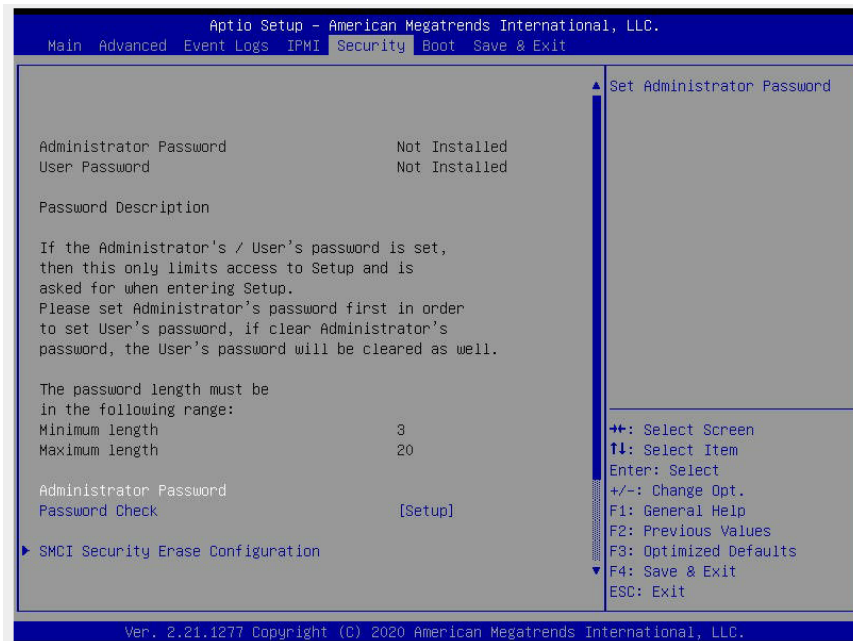 Aptio Setup – American Megatrends International, LLC.
Main Advanced Event Logs IPMI Security Boot Save & Exit
Set Administrator Password
Administrator Password Not Installed
User Password Not Installed
Password Description
If the Administrator's / User's password is set,
then this only limits access to Setup and is
asked for when entering Setup.
Please set Administrator's password first in order
to set User's password, if clear Administrator's
password, the User's password will be cleared as well.
The password length must be
in the following range:
Minimum length 3
Maximum length 20
Administrator Password
Password Check [Setup]
SMCI Security Erase Configuration
→←: Select Screen
↑↓: Select Item
Enter: Select
+/-: Change Opt.
F1: General Help
F2: Previous Values
F3: Optimized Defaults
F4: Save & Exit
ESC: Exit
Ver. 2.21.1277 Copyright (C) 2020 American Megatrends International, LLC.